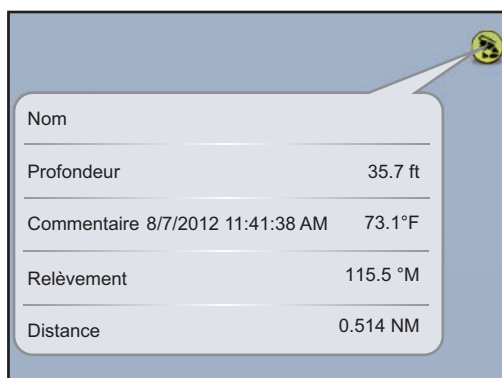 Nom
Profondeur 35.7 ft
Commentaire 8/7/2012 11:41:38 AM 73.1°F
Relèvement 115.5 °M
Distance 0.514 NM